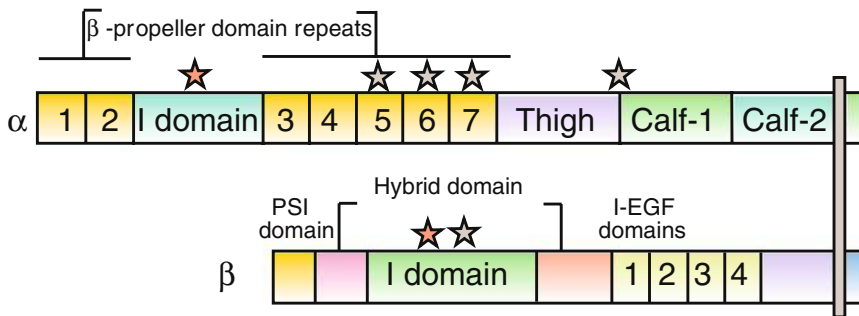 β -propeller domain repeats
α 1 2 I domain 3 4 5 6 7 Thigh Calf-1 Calf-2
Hybrid domain
PSI domain
I-EGF domains
β I domain 1 2 3 4